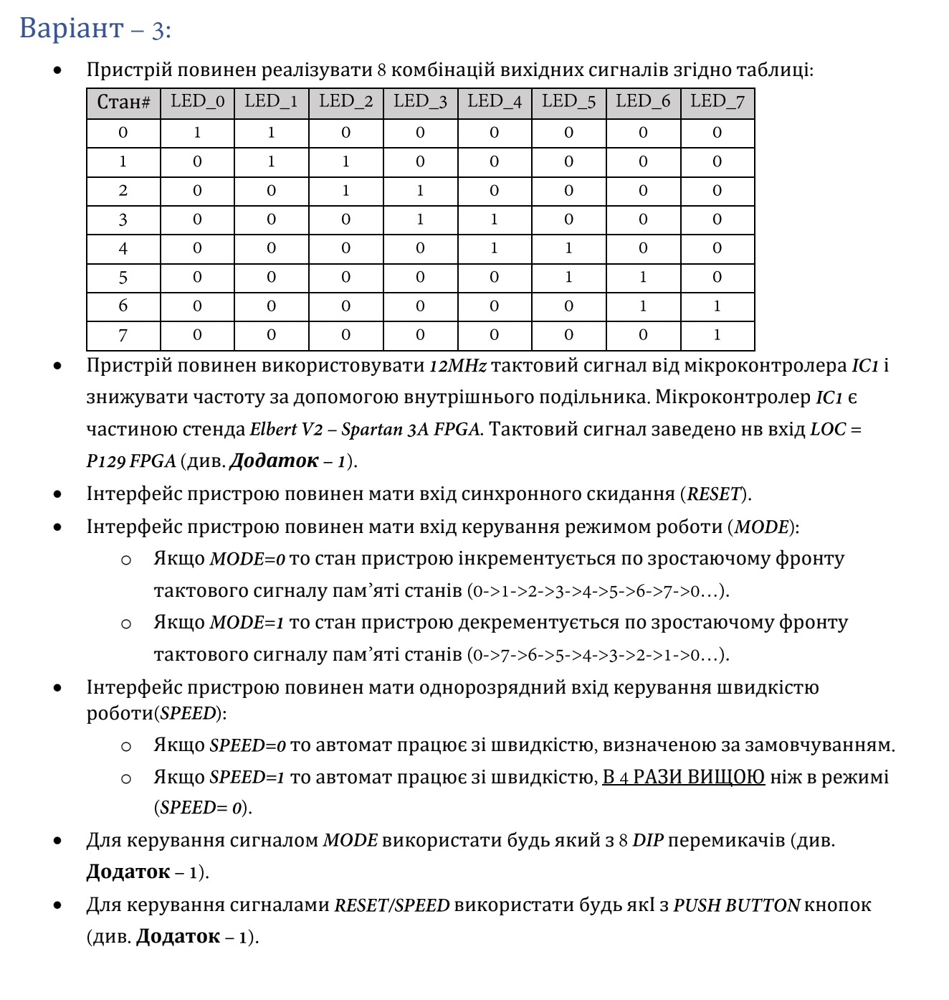 Варіант – 3:
Пристрій повинен реалізувати 8 комбінацій вихідних сигналів згідно таблиці:
Стан# LED_0 LED_1 LED_2 LED_3 LED_4 LED_5 LED_6 LED_7
0 1 1 0 0 0 0 0 0
1 0 1 1 0 0 0 0 0
2 0 0 1 1 0 0 0 0
3 0 0 0 1 1 0 0 0
4 0 0 0 0 1 1 0 0
5 0 0 0 0 0 1 1 0
6 0 0 0 0 0 0 1 1
7 0 0 0 0 0 0 0 1
Пристрій повинен використовувати 12MHz тактовий сигнал від мікроконтролера IC1 і
знижувати частоту за допомогою внутрішнього подільника. Мікроконтролер IC1 є
частиною стенда Elbert V2 – Spartan 3A FPGA. Тактовий сигнал заведено нв вхід LOC =
P129 FPGA (див. Додаток – 1).
Інтерфейс пристрою повинен мати вхід синхронного скидання (RESET).
Інтерфейс пристрою повинен мати вхід керування режимом роботи (MODE):
Якщо MODE=0 то стан пристрою інкрементується по зростаючому фронту
тактового сигналу пам’яті станів (0->1->2->3->4->5->6->7->0…).
Якщо MODE=1 то стан пристрою декрементується по зростаючому фронту
тактового сигналу пам’яті станів (0->7->6->5->4->3->2->1->0…).
Інтерфейс пристрою повинен мати однорозрядний вхід керування швидкістю
роботи(SPEED):
Якщо SPEED=0 то автомат працює зі швидкістю, визначеною за замовчуванням.
Якщо SPEED=1 то автомат працює зі швидкістю, В 4 РАЗИ ВИЩОЮ ніж в режимі
(SPEED= 0).
Для керування сигналом MODE використати будь який з 8 DIP перемикачів (див.
Додаток – 1).
Для керування сигналами RESET/SPEED використати будь якІ з PUSH BUTTON кнопок
(див. Додаток – 1).